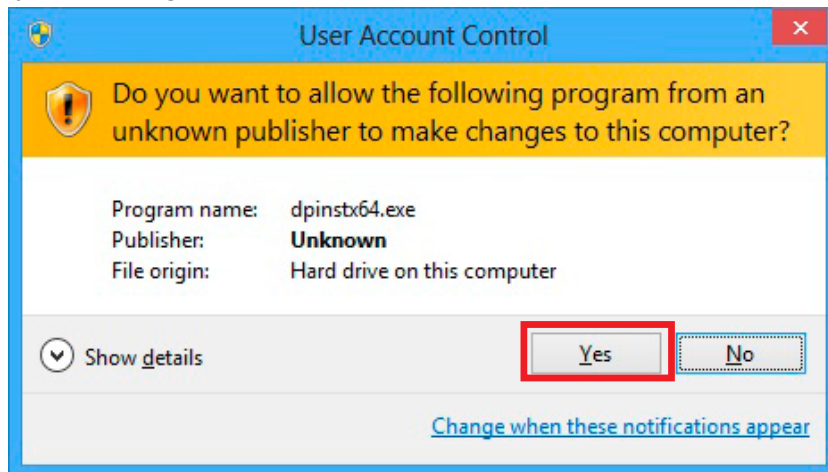 User Account Control
Do you want to allow the following program from an
unknown publisher to make changes to this computer?
Program name: dpinstx64.exe
Publisher: Unknown
File origin: Hard drive on this computer
Show details
Yes
No
Change when these notifications appear